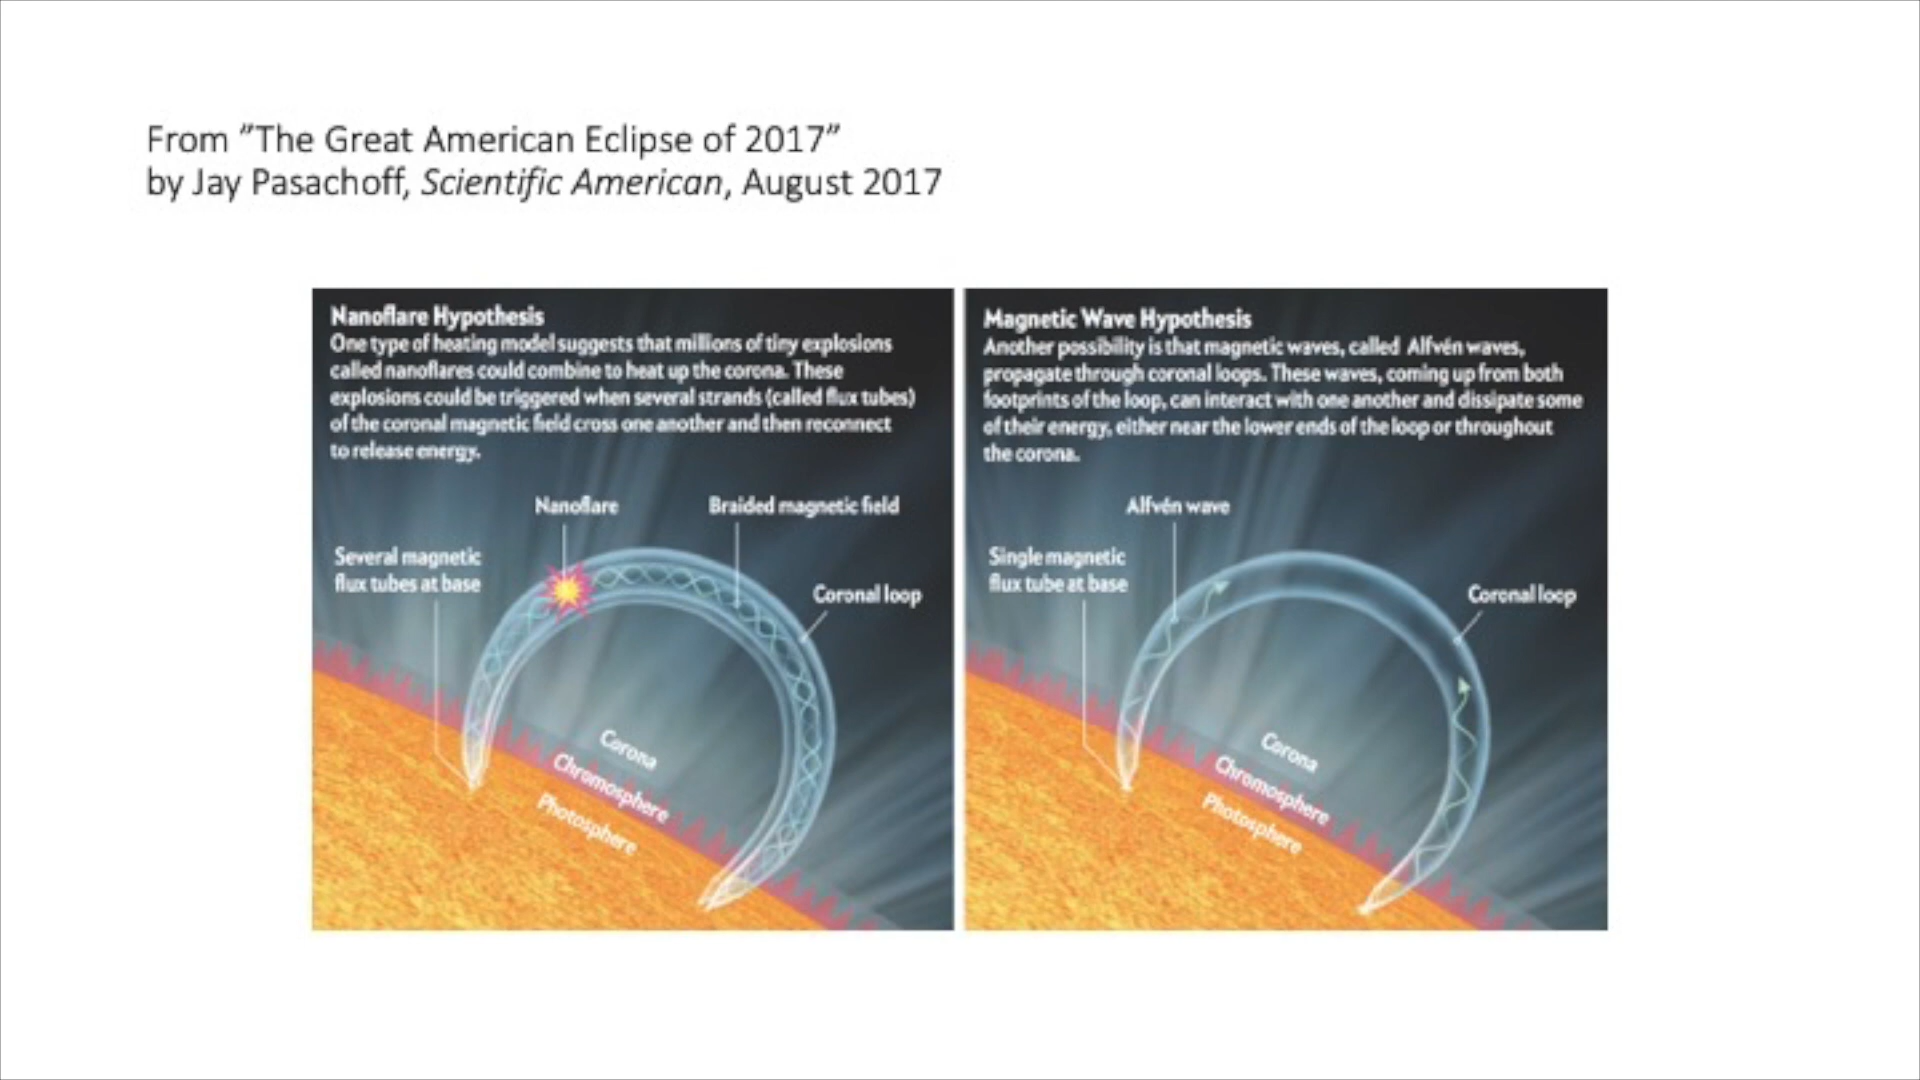 From ”The Great American Eclipse of 2017”
by Jay Pasachoff, Scientific American, August 2017
Nanoflare Hypothesis
One type of heating model suggests that millions of tiny explosions
called nanoflares could combine to heat up the corona. These
explosions could be triggered when several strands (called flux tubes)
of the coronal magnetic field cross one another and then reconnect
to release energy.
Nanoflare
Braided magnetic field
Several magnetic
flux tubes at base
Coronal loop
Corona
Chromosphere
Photosphere
Magnetic Wave Hypothesis
Another possibility is that magnetic waves, called Alfvén waves,
propagate through coronal loops. These waves, coming up from both
footprints of the loop, can interact with one another and dissipate some
of their energy, either near the lower ends of the loop or throughout
the corona.
Alfvén wave
Single magnetic
flux tube at base
Coronal loop
Corona
Chromosphere
Photosphere